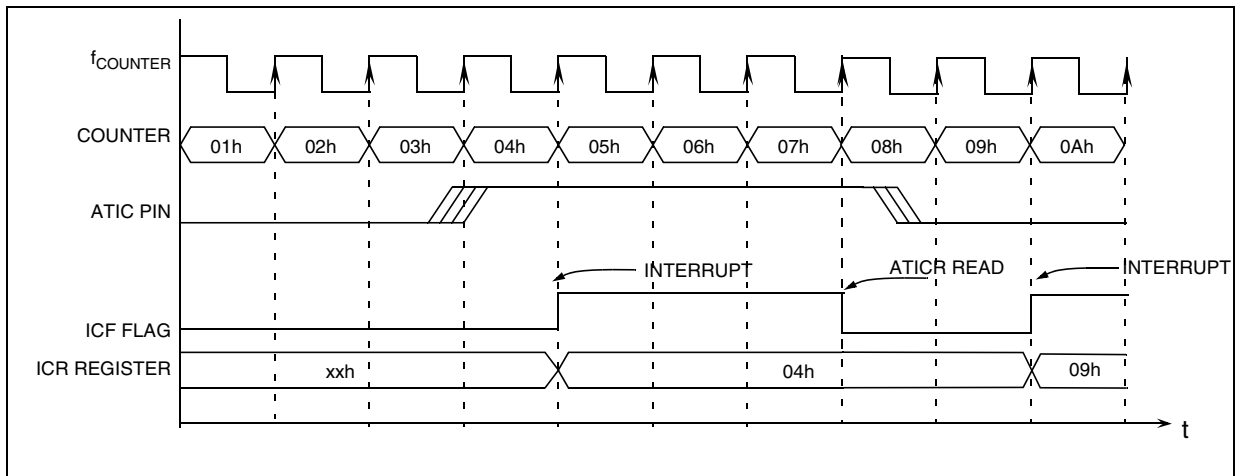 fCOUNTER
COUNTER 01h 02h 03h 04h 05h 06h 07h 08h 09h 0Ah
ATIC PIN
INTERRUPT ATICR READ INTERRUPT
ICF FLAG
ICR REGISTER xxh 04h 09h
t